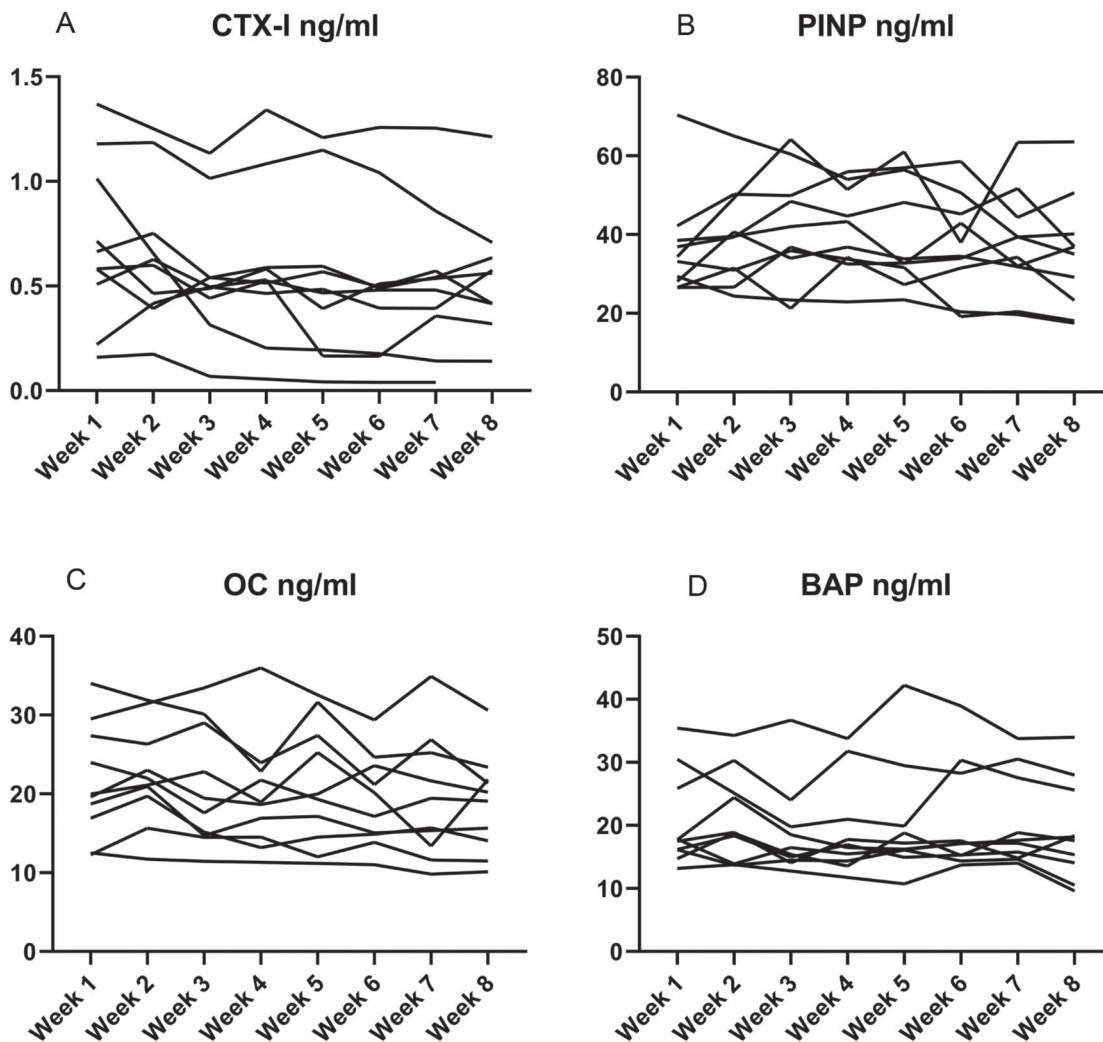 A
CTX-I ng/ml
1.5
1.0
0.5
0.0
Week 1
Week 2
Week 3
Week 4
Week 5
Week 6
Week 7
Week 8
B
PINP ng/ml
80
60
40
20
0
Week 1
Week 2
Week 3
Week 4
Week 5
Week 6
Week 7
Week 8
C
OC ng/ml
40
30
20
10
0
Week 1
Week 2
Week 3
Week 4
Week 5
Week 6
Week 7
Week 8
D
BAP ng/ml
50
40
30
20
10
0
Week 1
Week 2
Week 3
Week 4
Week 5
Week 6
Week 7
Week 8